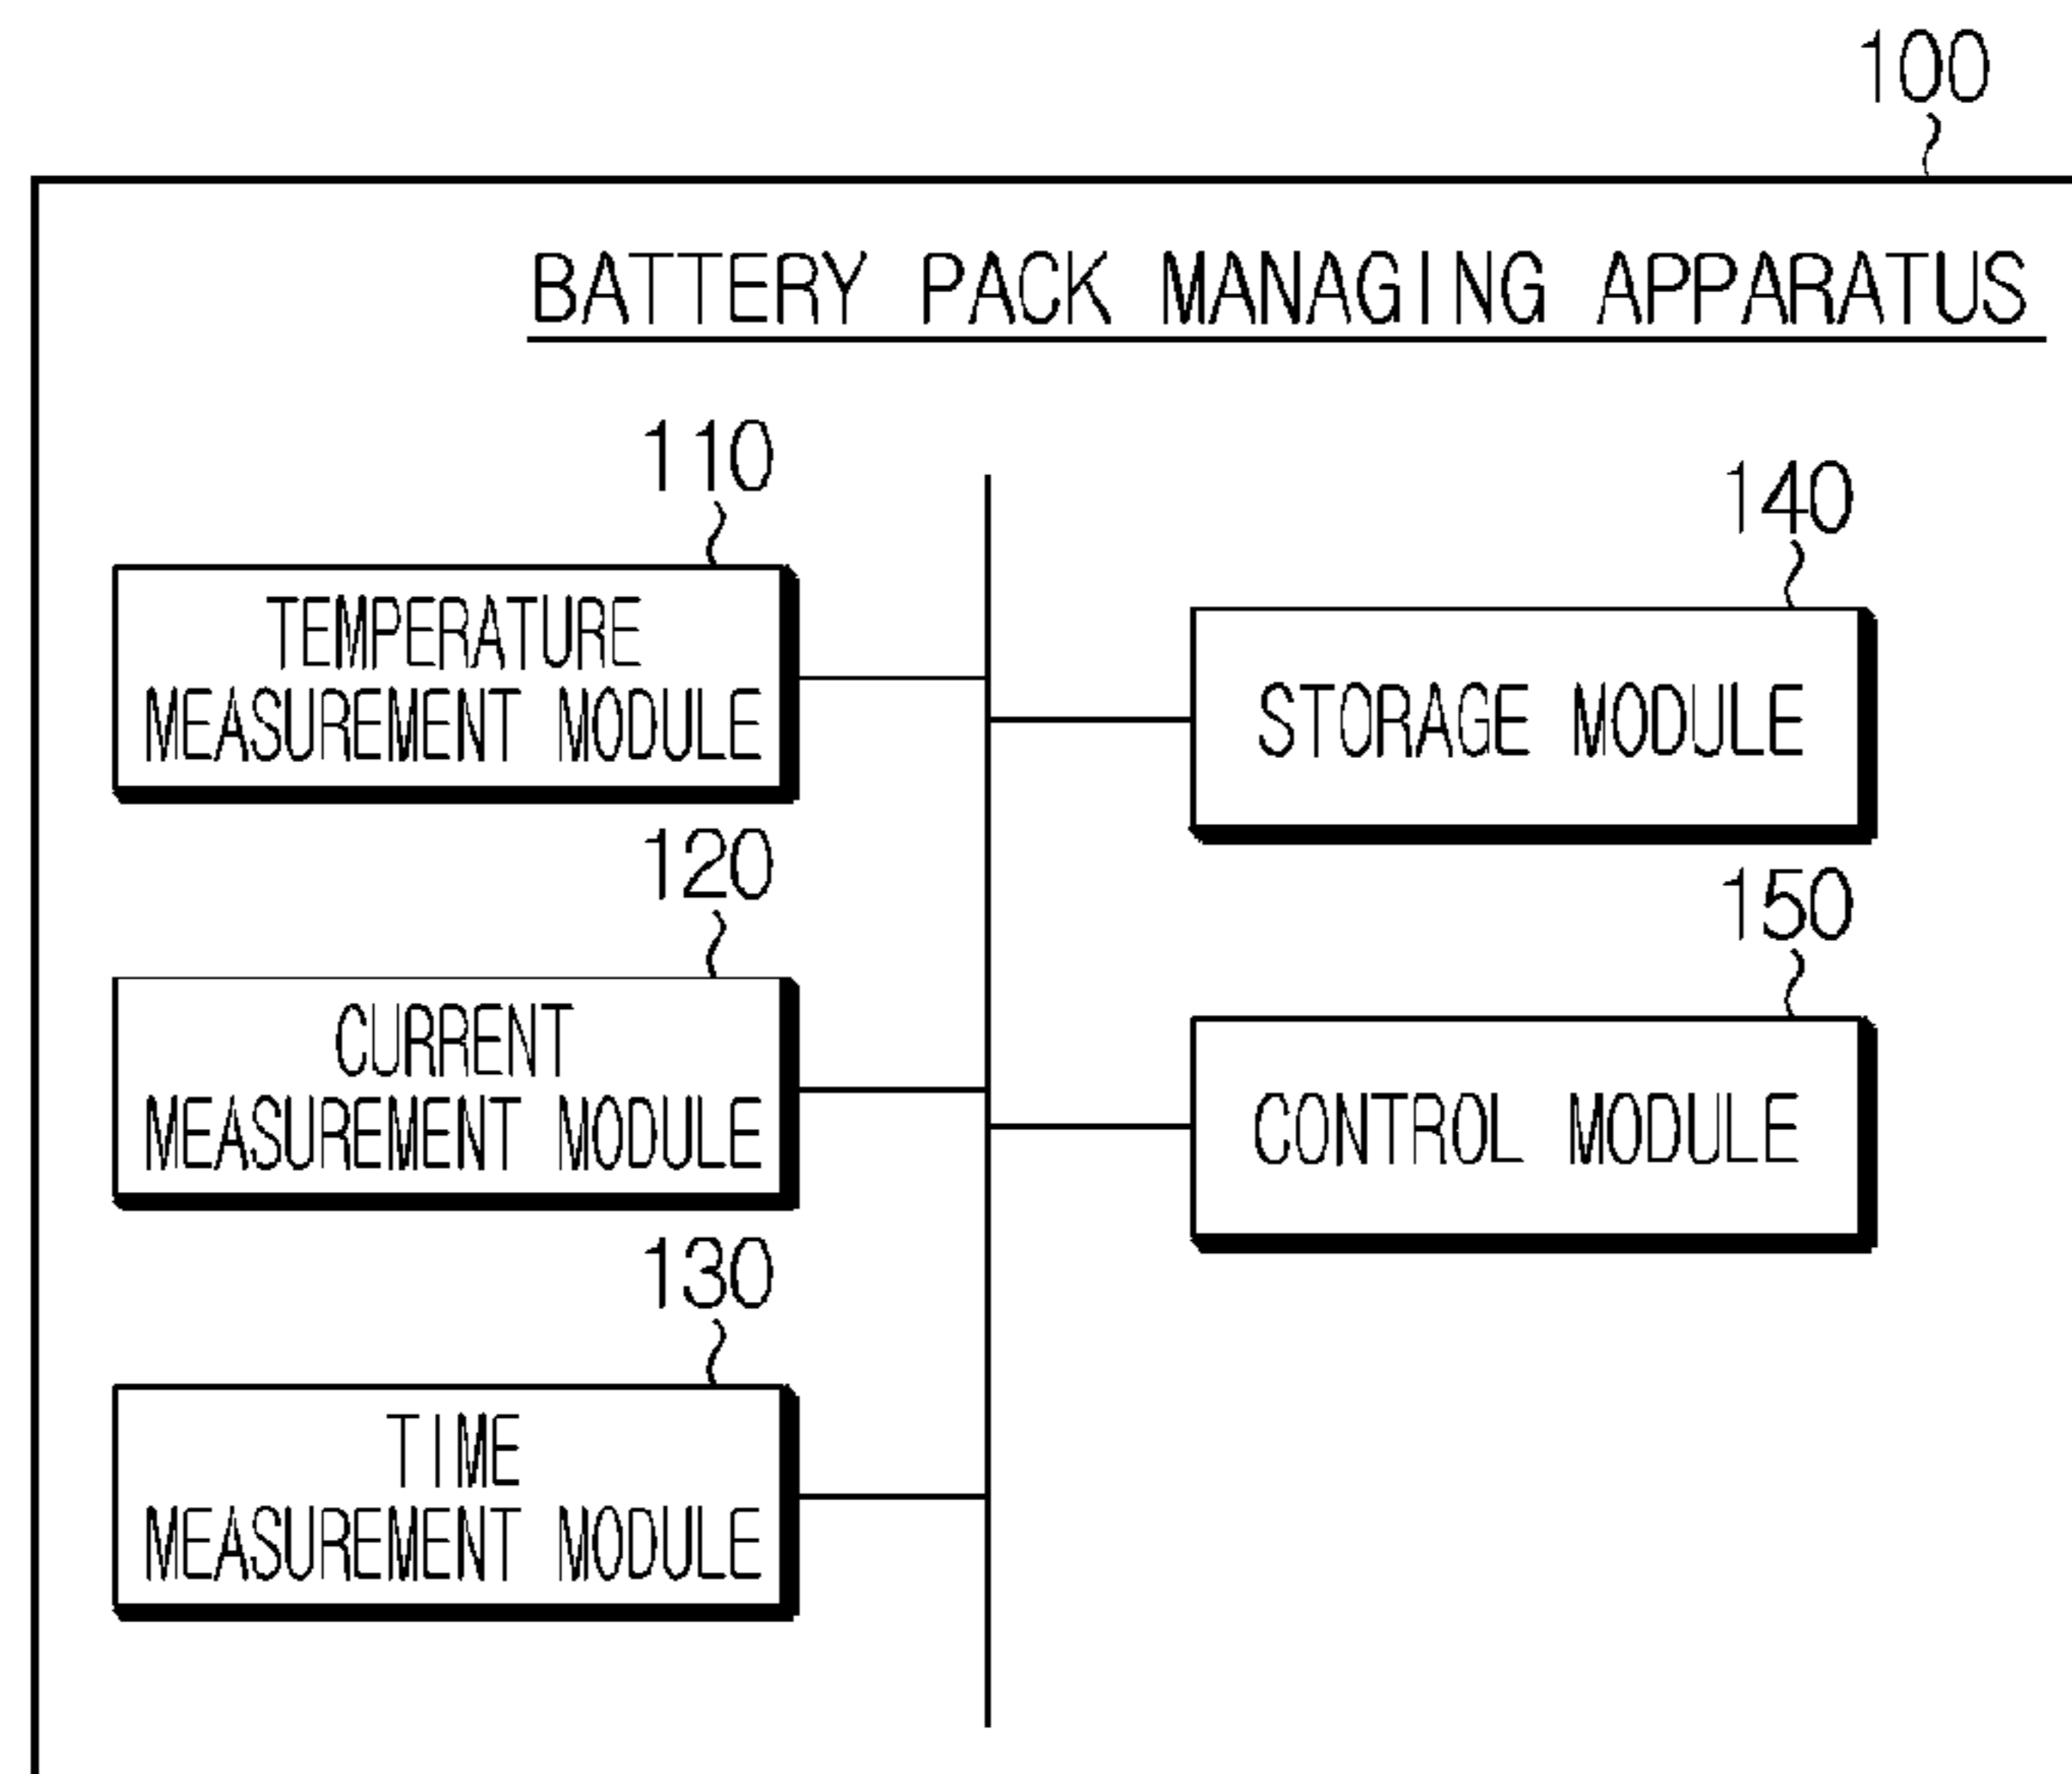 100
BATTERY PACK MANAGING APPARATUS
110
TEMPERATURE
MEASUREMENT MODULE
120
CURRENT
MEASUREMENT MODULE
130
TIME
MEASUREMENT MODULE
140
STORAGE MODULE
150
CONTROL MODULE